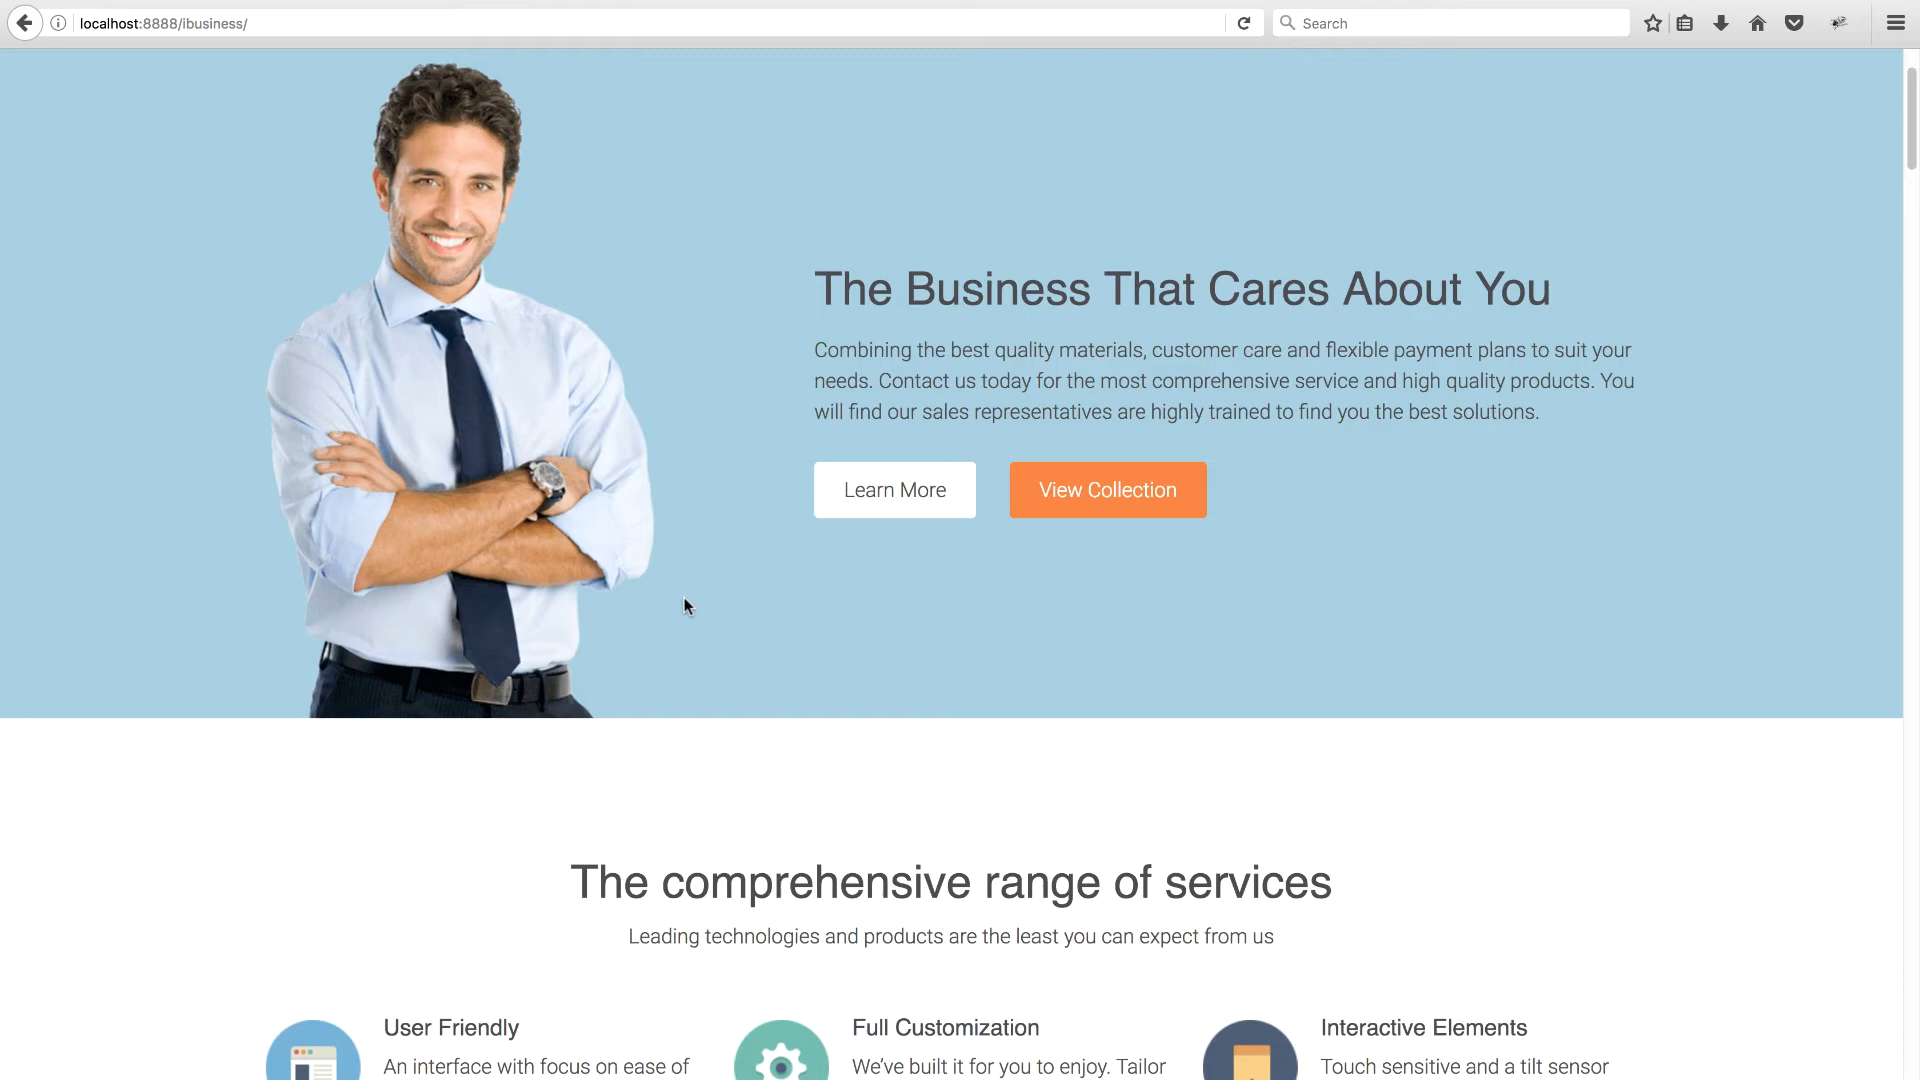 localhost:8888/ibusiness/
Search
The Business That Cares About You
Combining the best quality materials, customer care and flexible payment plans to suit your
needs. Contact us today for the most comprehensive service and high quality products. You
will find our sales representatives are highly trained to find you the best solutions.
Learn More
View Collection
The comprehensive range of services
Leading technologies and products are the least you can expect from us
User Friendly
An interface with focus on ease of
Full Customization
We've built it for you to enjoy. Tailor
Interactive Elements
Touch sensitive and a tilt sensor